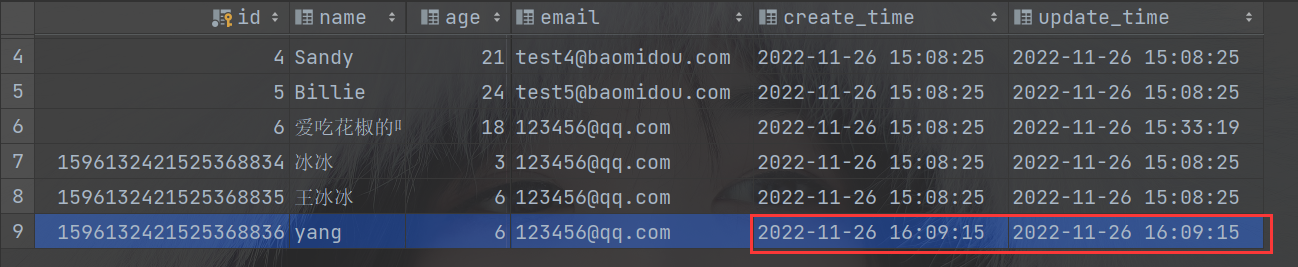 id name age email create_time update_time
4 4 Sandy 21 test4@baomidou.com 2022-11-26 15:08:25 2022-11-26 15:08:25
5 5 Billie 24 test5@baomidou.com 2022-11-26 15:08:25 2022-11-26 15:08:25
6 6 爱吃花椒的 18 123456@qq.com 2022-11-26 15:08:25 2022-11-26 15:33:19
7 1596132421525368834 冰冰 3 123456@qq.com 2022-11-26 15:08:25 2022-11-26 15:08:25
8 1596132421525368835 王冰冰 6 123456@qq.com 2022-11-26 15:08:25 2022-11-26 15:08:25
9 1596132421525368836 yang 6 123456@qq.com 2022-11-26 16:09:15 2022-11-26 16:09:15